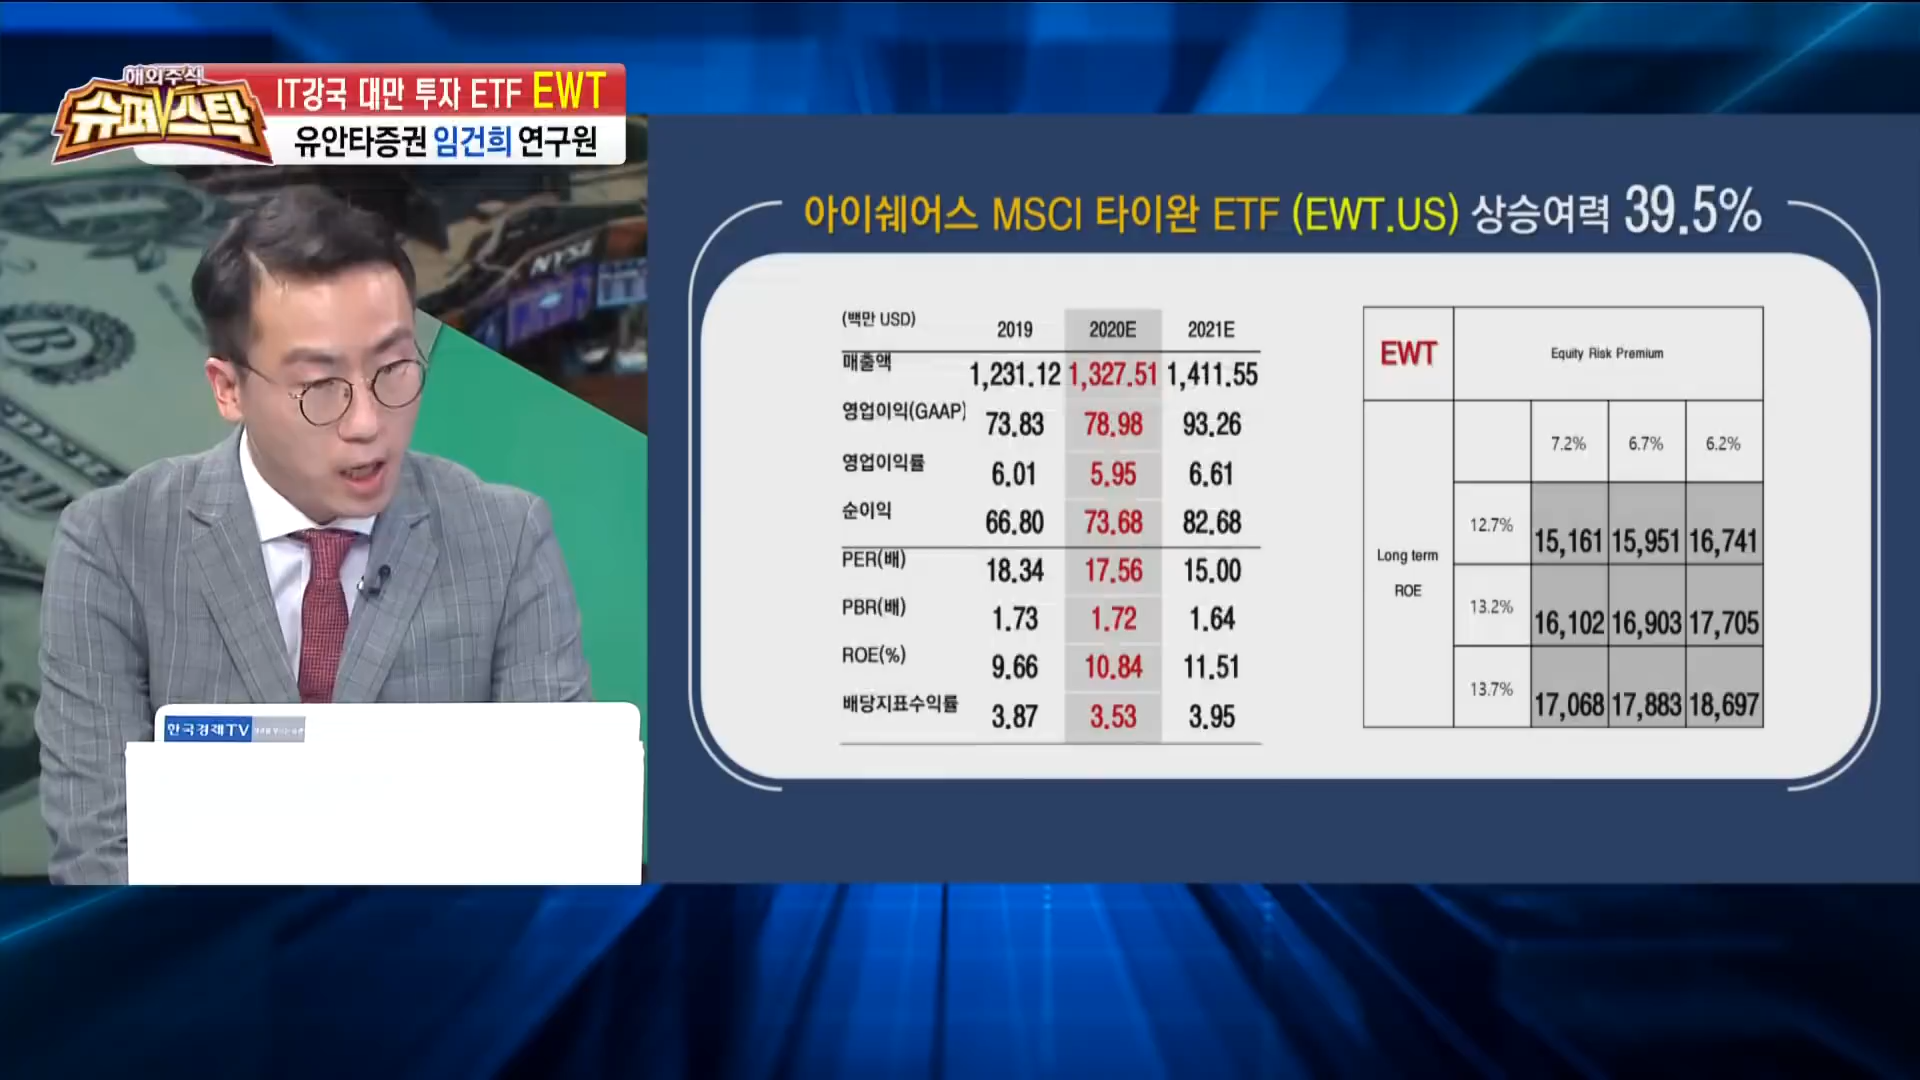 해외주식
슈퍼V스탁
IT강국 대만 투자 ETF EWT
유안타증권 임건희 연구원
NYSE
B
한국경제TV
아이쉐어스 MSCI 타이완 ETF (EWT.US) 상승여력 39.5%
(백만 USD) 2019 2020E 2021E
매출액 1,231.12 1,327.51 1,411.55
영업이익(GAAP) 73.83 78.98 93.26
영업이익률 6.01 5.95 6.61
순이익 66.80 73.68 82.68
PER(배) 18.34 17.56 15.00
PBR(배) 1.73 1.72 1.64
ROE(%) 9.66 10.84 11.51
배당지표수익률 3.87 3.53 3.95
EWT Equity Risk Premium
7.2% 6.7% 6.2%
Long term
ROE
12.7% 15,161 15,951 16,741
13.2% 16,102 16,903 17,705
13.7% 17,068 17,883 18,697